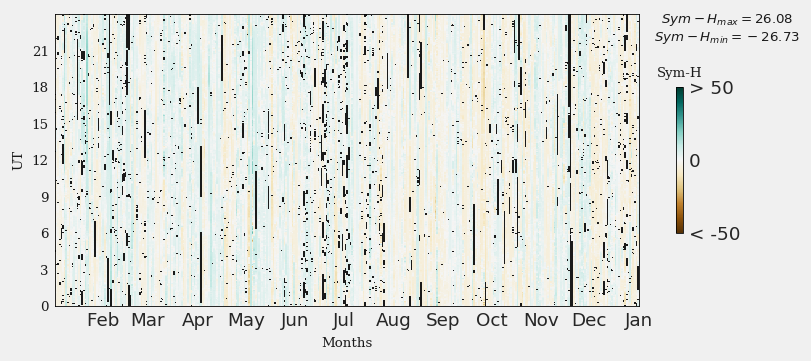 Sym − H_max = 26.08
Sym − H_min = − 26.73
Sym-H
> 50
0
< -50
21
18
15
12
9
6
3
0
UT
Feb Mar Apr May Jun Jul Aug Sep Oct Nov Dec Jan
Months